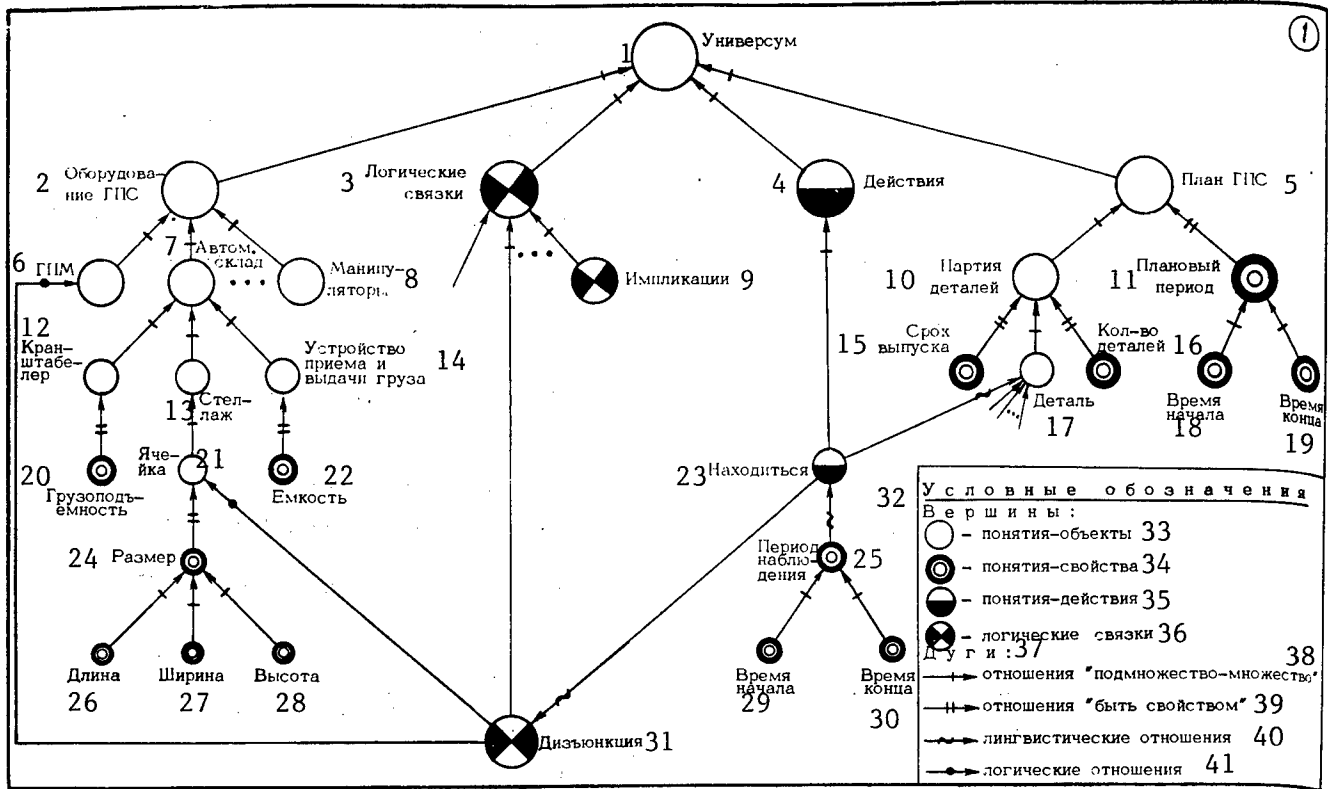 1
1 Универсум
2 Оборудова-
ние ГПС
3 Логические
связки
4 Действия
План ГПС 5
6 ГПМ
7 Автом.
склад
Манипу-
ляторы 8
Импликации 9
10 Партия
деталей
11 Плановый
период
12
Кран-
штабе-
лер
13 Стел-
лаж
Устройство
приема и
выдачи груза
14
15 Срок
выпуска
Кол-во
деталей 16
Деталь
17
Время
начала
18
Время
конца
19
20
Грузоподъ-
емность
Яче-
йка 21
22
Емкость
23 Находиться
24 Размер
Период
наблю-
дения
25
Длина
26
Ширина
27
Высота
28
Время
начала
29
Время
конца
30
Дизъюнкция 31
32
Условные обозначения
Вершины:
- понятия-объекты 33
- понятия-свойства 34
- понятия-действия 35
- логические связки 36
Дуги: 37
38
отношения "подмножество-множество"
отношения "быть свойством" 39
лингвистические отношения 40
логические отношения 41